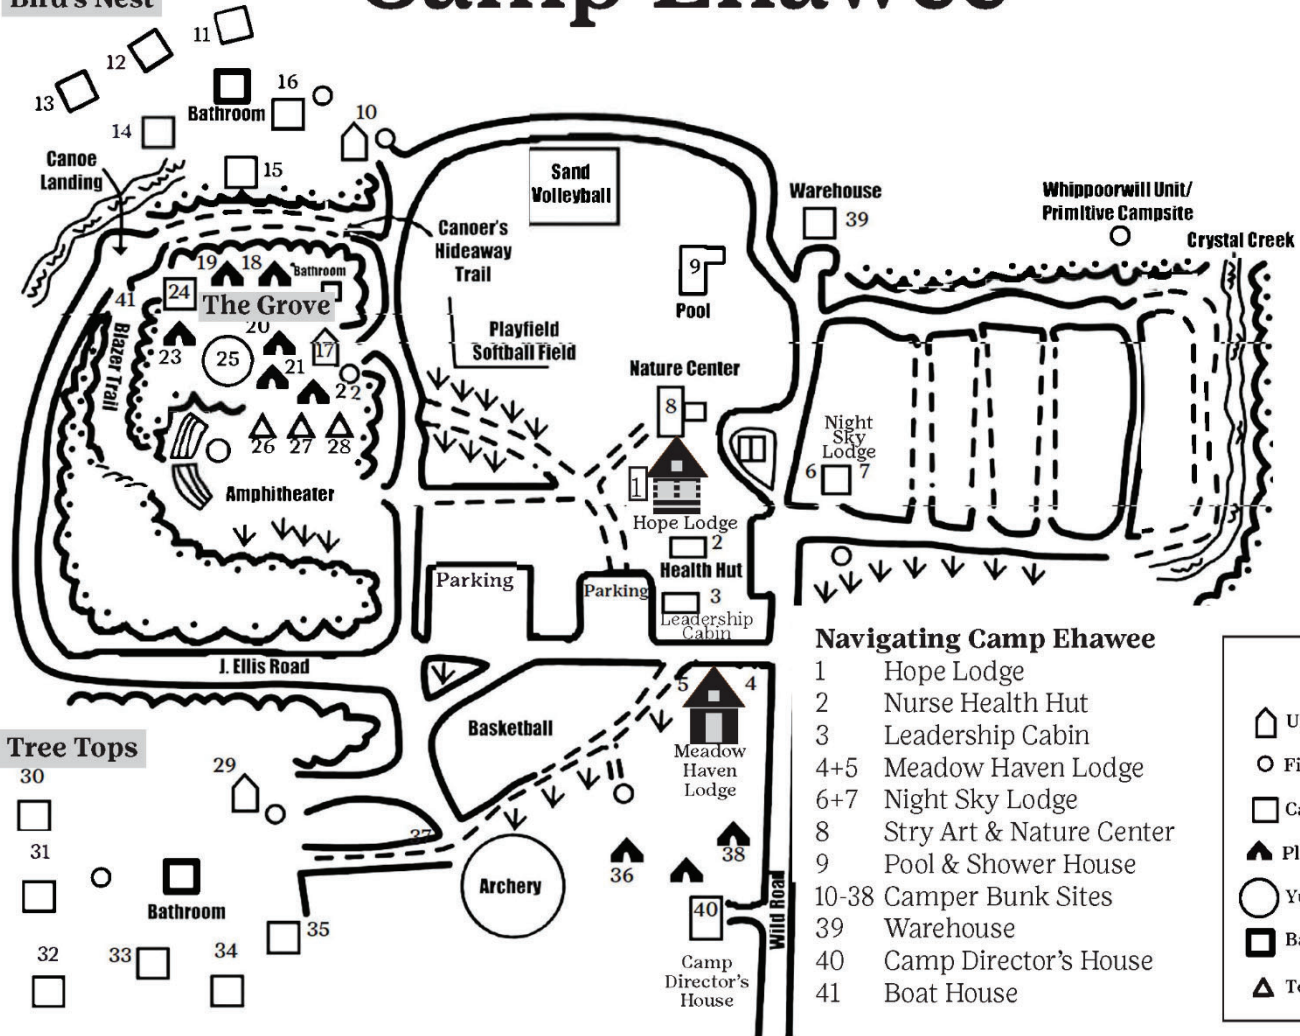 Bird's Nest
Camp Ehawee
11
12
13
Bathroom
16
10
14
15
Canoe
Landing
Sand
Volleyball
Warehouse
39
Whippoorwill Unit/
Primitive Campsite
Crystal Creek
Canoer's
Hideaway
Trail
9
Pool
19
18
Bathroom
24
The Grove
41
20
23
25
17
21
22
Blazer Trail
Playfield
Softball Field
Nature Center
8
26
27
28
Amphitheater
Night
Sky
Lodge
6
7
1
Hope Lodge
2
Health Hut
3
Leadership
Cabin
Parking
Parking
J. Ellis Road
5
4
Meadow
Haven
Lodge
Basketball
Tree Tops
30
29
31
37
Bathroom
32
33
34
35
Archery
36
38
40
Camp
Director's
House
Wild Road
Navigating Camp Ehawee
1 Hope Lodge
2 Nurse Health Hut
3 Leadership Cabin
4+5 Meadow Haven Lodge
6+7 Night Sky Lodge
8 Stry Art & Nature Center
9 Pool & Shower House
10-38 Camper Bunk Sites
39 Warehouse
40 Camp Director's House
41 Boat House
U
Fi
Ca
Pl
Yu
Ba
Te